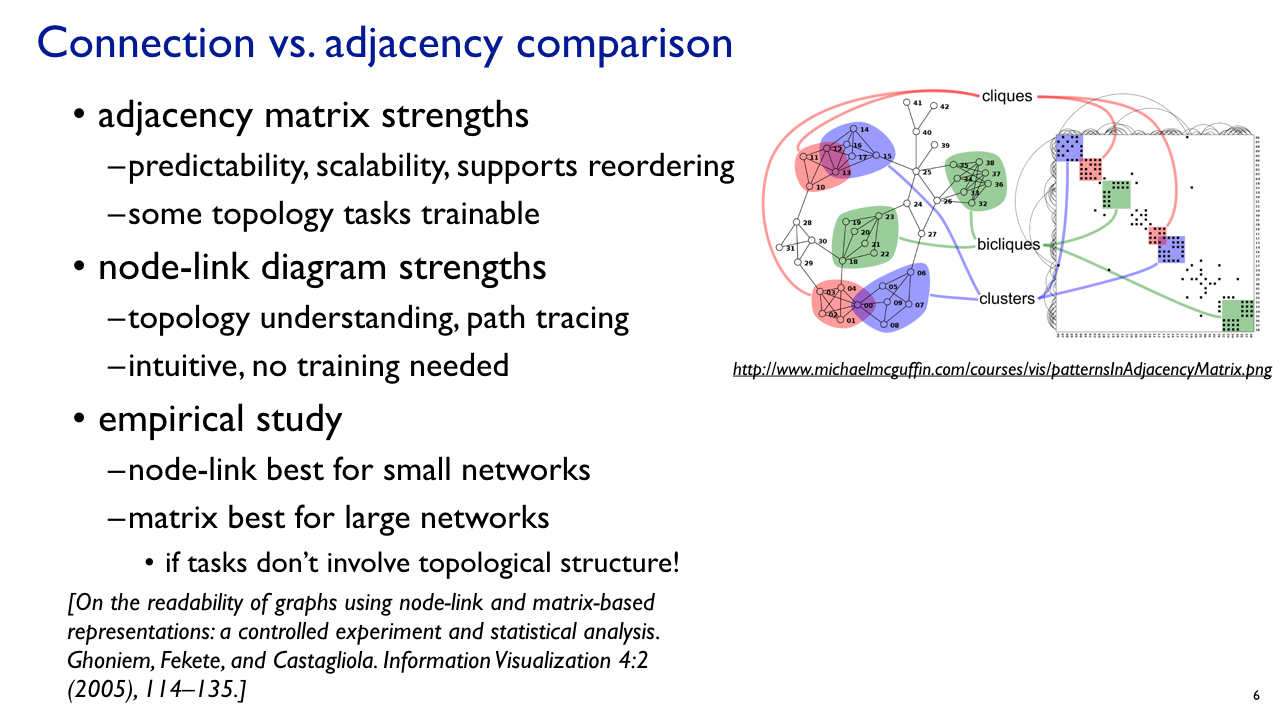 Connection vs. adjacency comparison
• adjacency matrix strengths
–predictability, scalability, supports reordering
–some topology tasks trainable
• node-link diagram strengths
–topology understanding, path tracing
–intuitive, no training needed
• empirical study
–node-link best for small networks
–matrix best for large networks
• if tasks don't involve topological structure!
[On the readability of graphs using node-link and matrix-based
representations: a controlled experiment and statistical analysis.
Ghoniem, Fekete, and Castagliola. Information Visualization 4:2
(2005), 114–135.]
cliques
bicliques
clusters
41
42
40
39
14
16
12
11
17
15
13
10
25
35
38
37
34
36
33
32
26
24
28
23
19
20
21
22
18
27
30
31
29
06
04
03
05
00
09
07
02
01
08
http://www.michaelmcguffin.com/courses/vis/patternsInAdjacencyMatrix.png
6